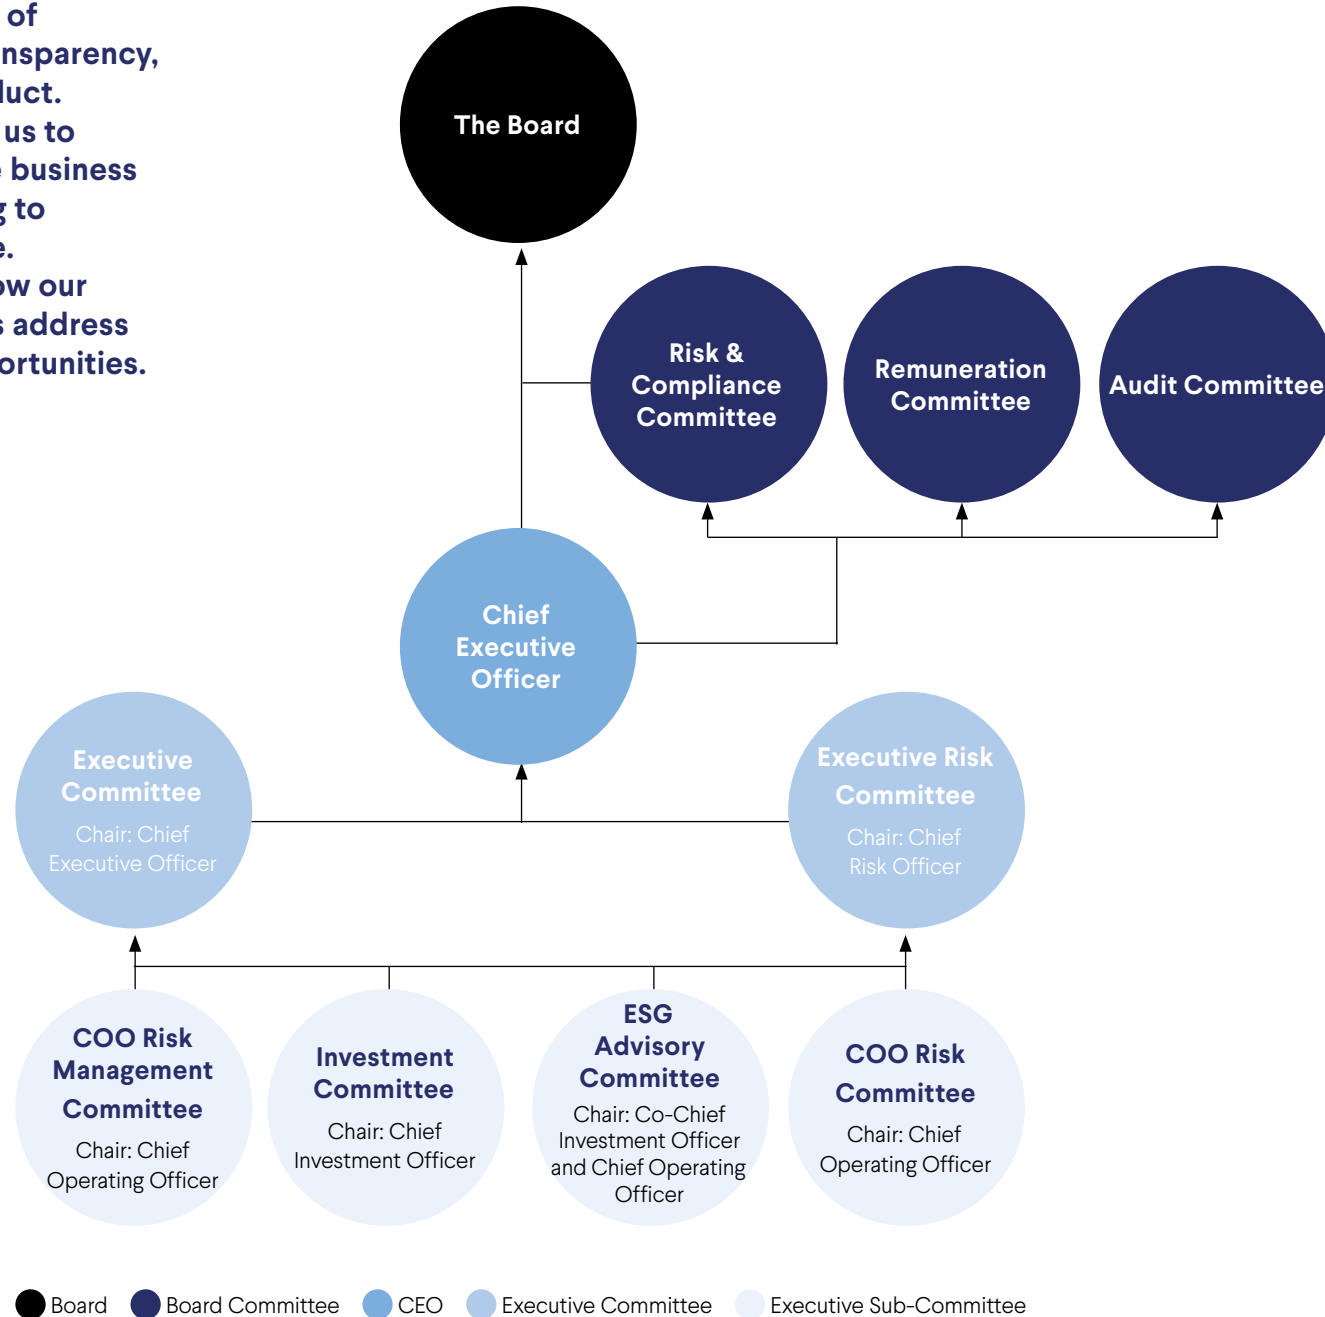 of
nsparency,
duct.
us to
business
g to
e.
ow our
s address
ortunities.
The Board
Risk &
Compliance
Committee
Remuneration
Committee
Audit Committee
Chief
Executive
Officer
Executive
Committee
Chair: Chief
Executive Officer
Executive Risk
Committee
Chair: Chief
Risk Officer
COO Risk
Management
Committee
Chair: Chief
Operating Officer
Investment
Committee
Chair: Chief
Investment Officer
ESG
Advisory
Committee
Chair: Co-Chief
Investment Officer
and Chief Operating
Officer
COO Risk
Committee
Chair: Chief
Operating Officer
Board
Board Committee
CEO
Executive Committee
Executive Sub-Committee